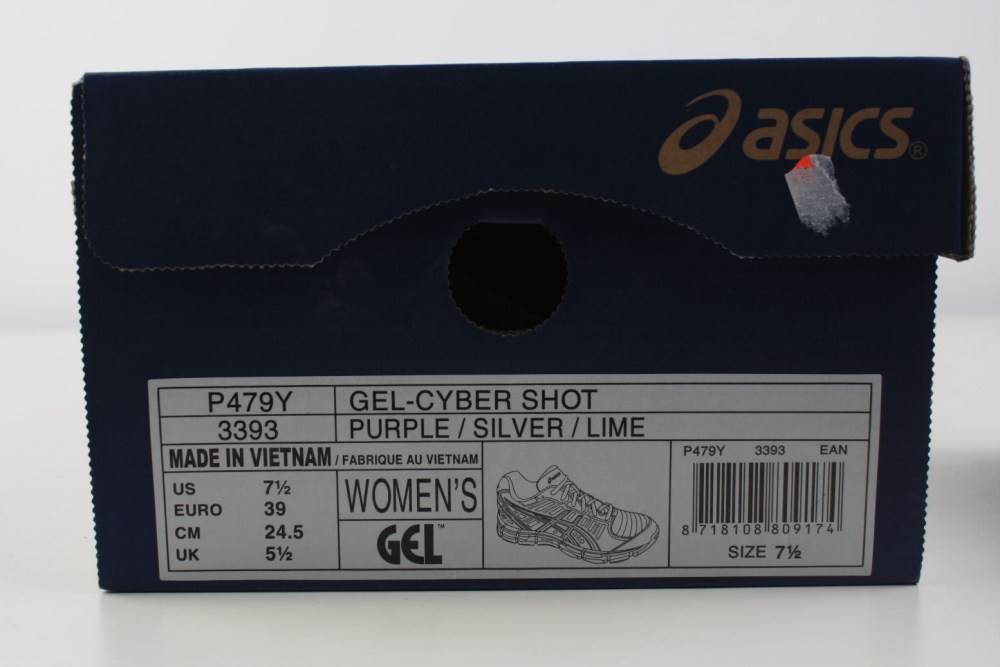 asics®
P479Y GEL-CYBER SHOT
3393 PURPLE / SILVER / LIME
MADE IN VIETNAM / FABRIQUE AU VIETNAM
US 7½
EURO 39
CM 24.5
UK 5½
WOMEN'S
GEL™
P479Y 3393 EAN
8 718108 809174
SIZE 7½